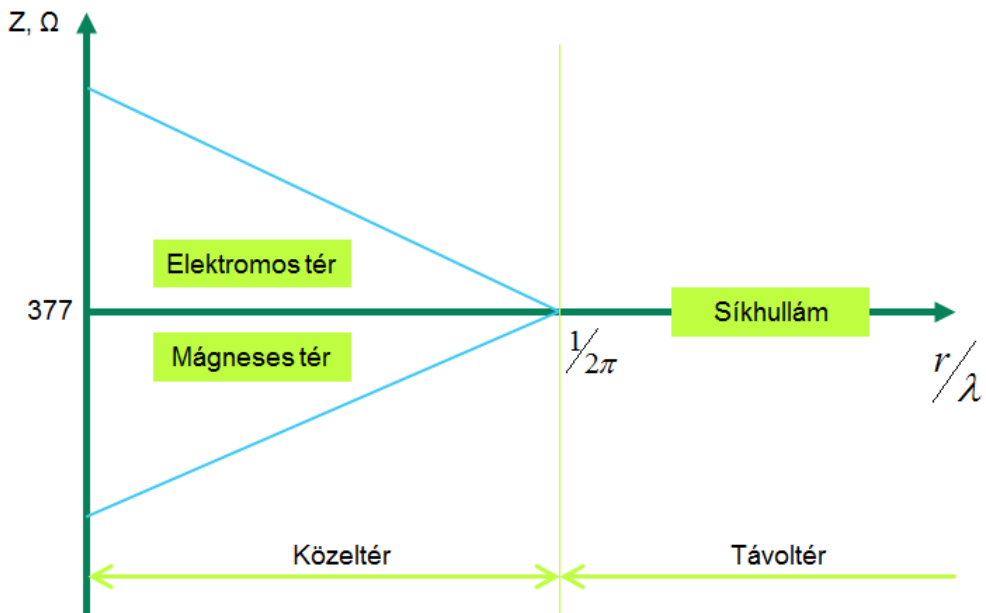 Z, Ω
Elektromos tér
377
Síkhullám
Mágneses tér
1/2π
r/λ
Közeltér
Távoltér